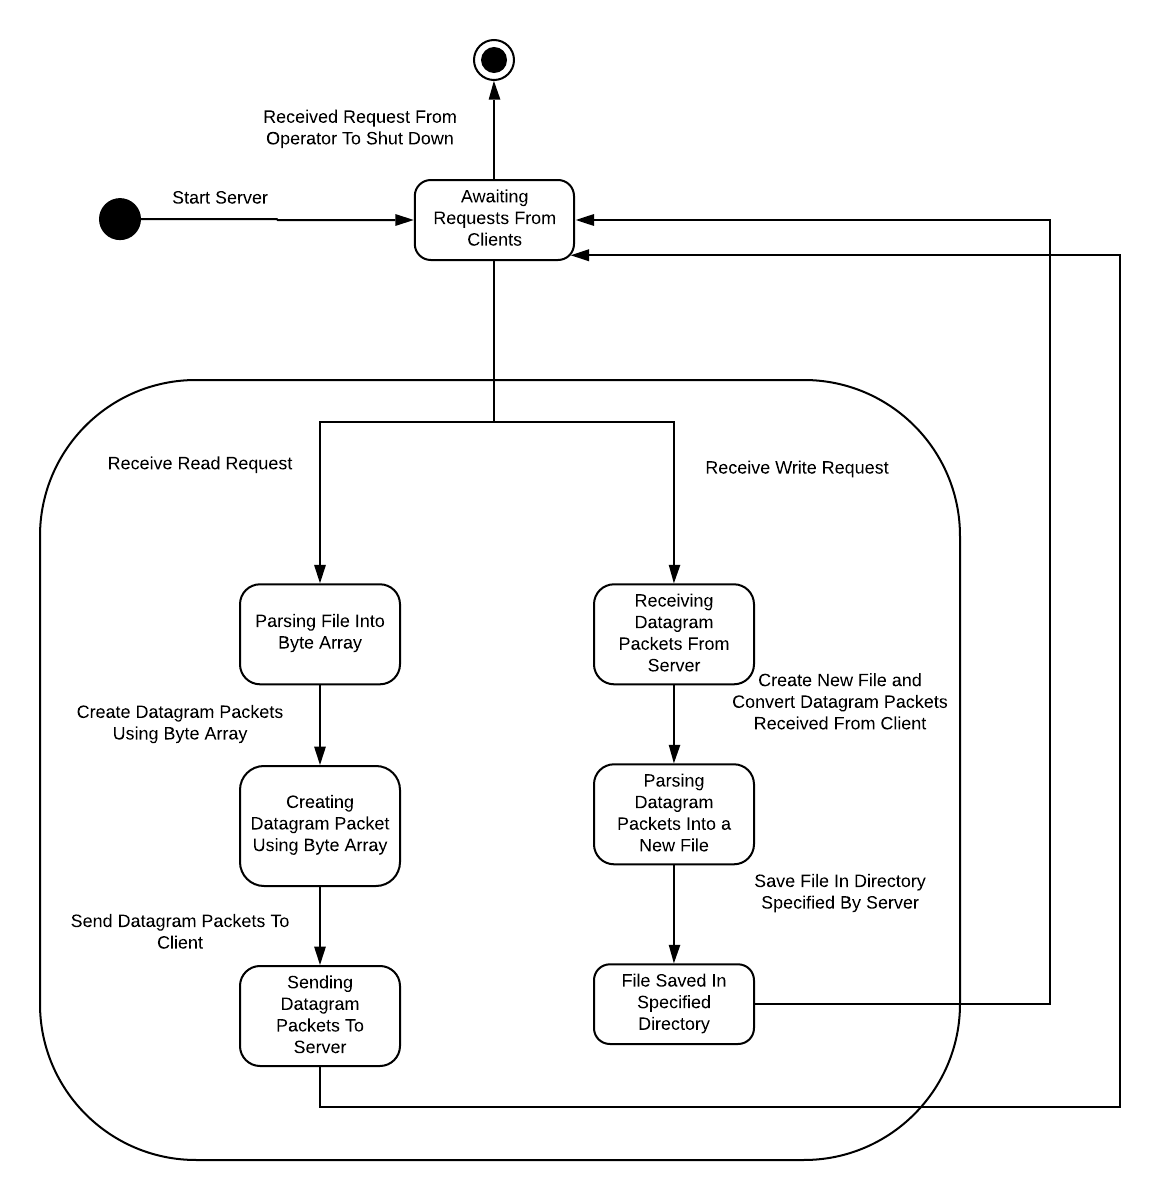 Received Request From
Operator To Shut Down
Start Server
Awaiting
Requests From
Clients
Receive Read Request
Receive Write Request
Parsing File Into
Byte Array
Receiving
Datagram
Packets From
Server
Create Datagram Packets
Using Byte Array
Create New File and
Convert Datagram Packets
Received From Client
Creating
Datagram Packet
Using Byte Array
Parsing
Datagram
Packets Into a
New File
Send Datagram Packets To
Client
Save File In Directory
Specified By Server
Sending
Datagram
Packets To
Server
File Saved In
Specified
Directory